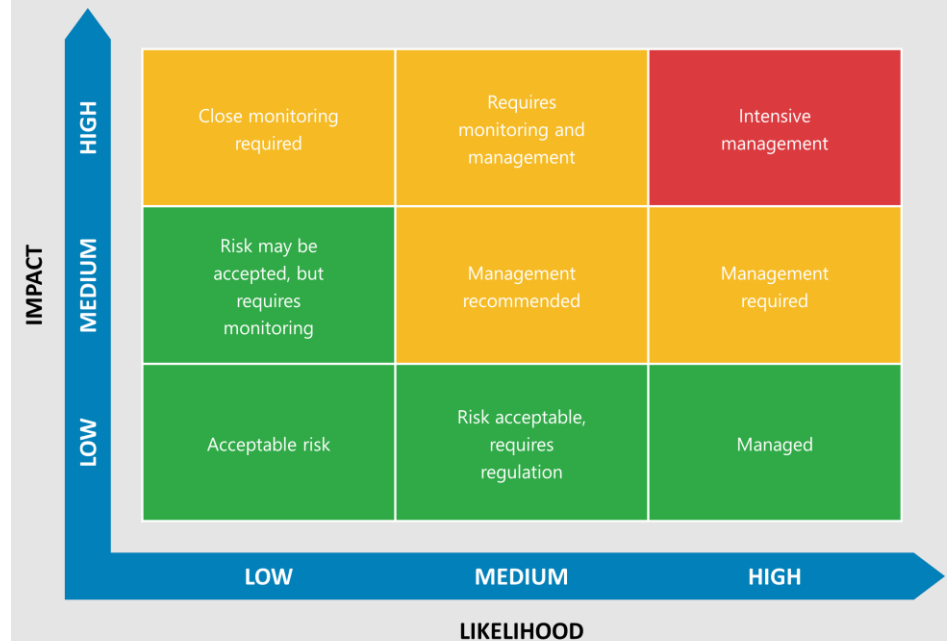 IMPACT
HIGH
MEDIUM
LOW
Close monitoring
required
Requires
monitoring and
management
Intensive
management
Risk may be
accepted, but
requires
monitoring
Management
recommended
Management
required
Acceptable risk
Risk acceptable,
requires
regulation
Managed
LOW
MEDIUM
HIGH
LIKELIHOOD